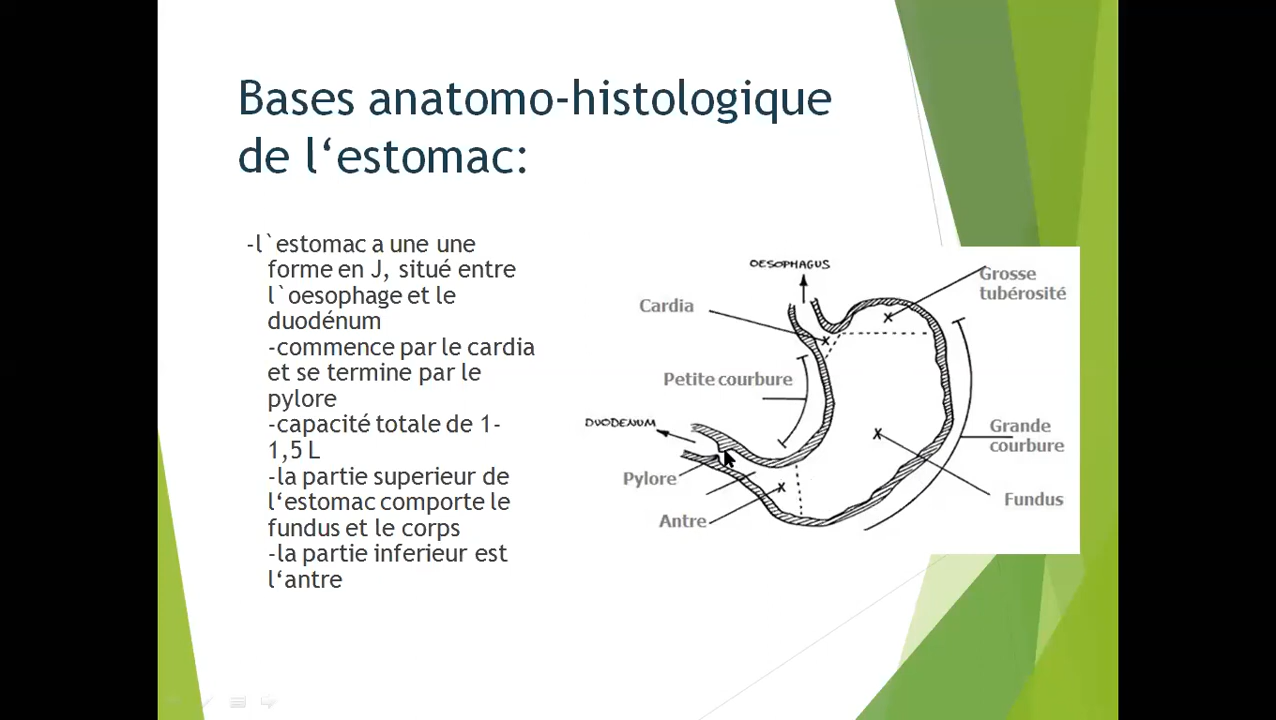 Bases anatomo-histologique
de l‘estomac:
-l`estomac a une une
forme en J, situé entre
l`oesophage et le
duodénum
-commence par le cardia
et se termine par le
pylore
-capacité totale de 1-
1,5 L
-la partie superieur de
l‘estomac comporte le
fundus et le corps
-la partie inferieur est
l‘antre
OESOPHAGUS
Grosse
tubérosité
Cardia
Petite courbure
DUODENUM
Grande
courbure
Pylore
Fundus
Antre